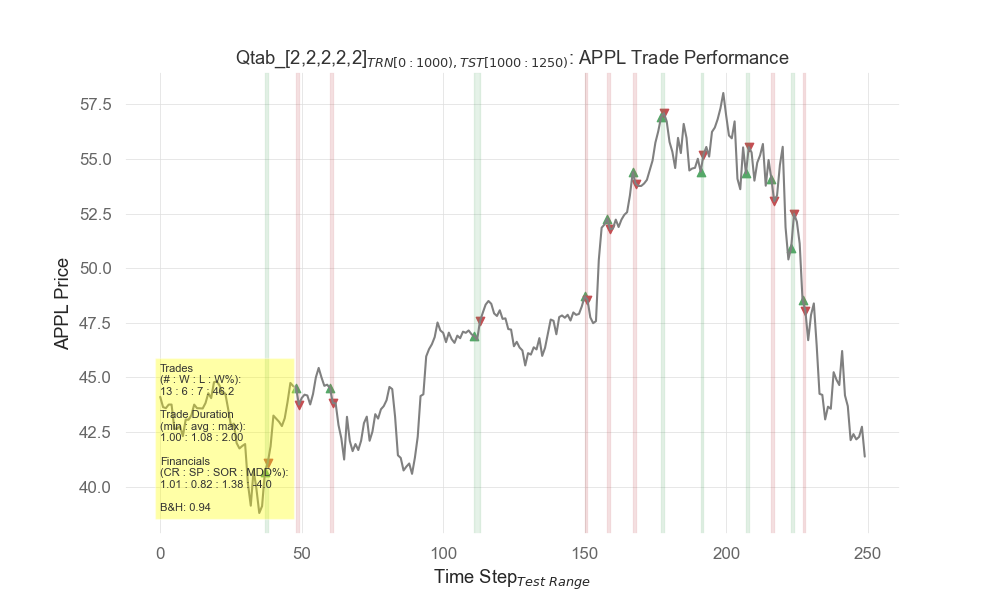 Qtab_[2,2,2,2,2]TRN[0 : 1000), TST[1000 : 1250): APPL Trade Performance
57.5
55.0
52.5
50.0
47.5
45.0
42.5
40.0
APPL Price
Trades
(# : W : L : W%):
13 : 6 : 7 : 46.2
Trade Duration
(min : avg : max):
1.00 : 1.08 : 2.00
Financials
(CR : SP : SOR : MDD%):
1.01 : 0.82 : 1.38 : -4.0
B&H: 0.94
0 50 100 150 200 250
Time StepTest Range